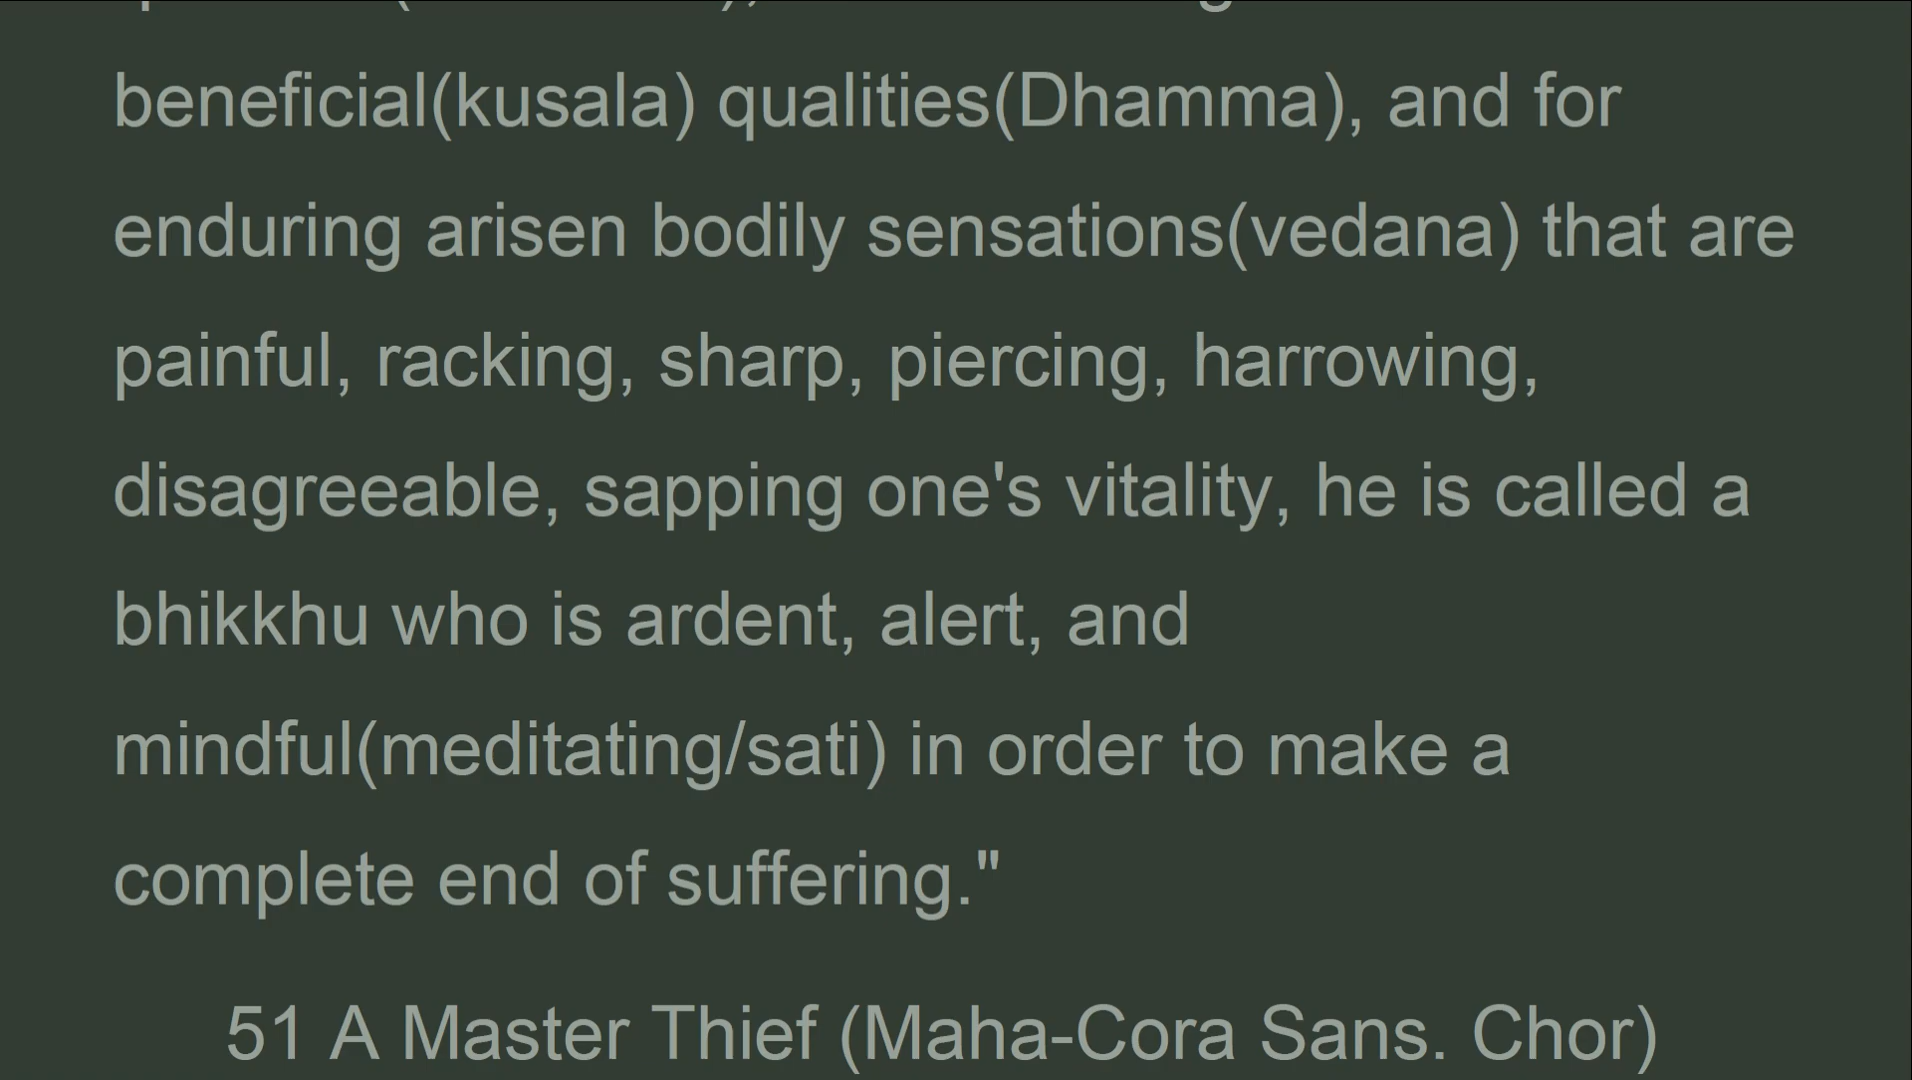 beneficial(kusala) qualities(Dhamma), and for
enduring arisen bodily sensations(vedana) that are
painful, racking, sharp, piercing, harrowing,
disagreeable, sapping one's vitality, he is called a
bhikkhu who is ardent, alert, and
mindful(meditating/sati) in order to make a
complete end of suffering."
51 A Master Thief (Maha-Cora Sans. Chor)